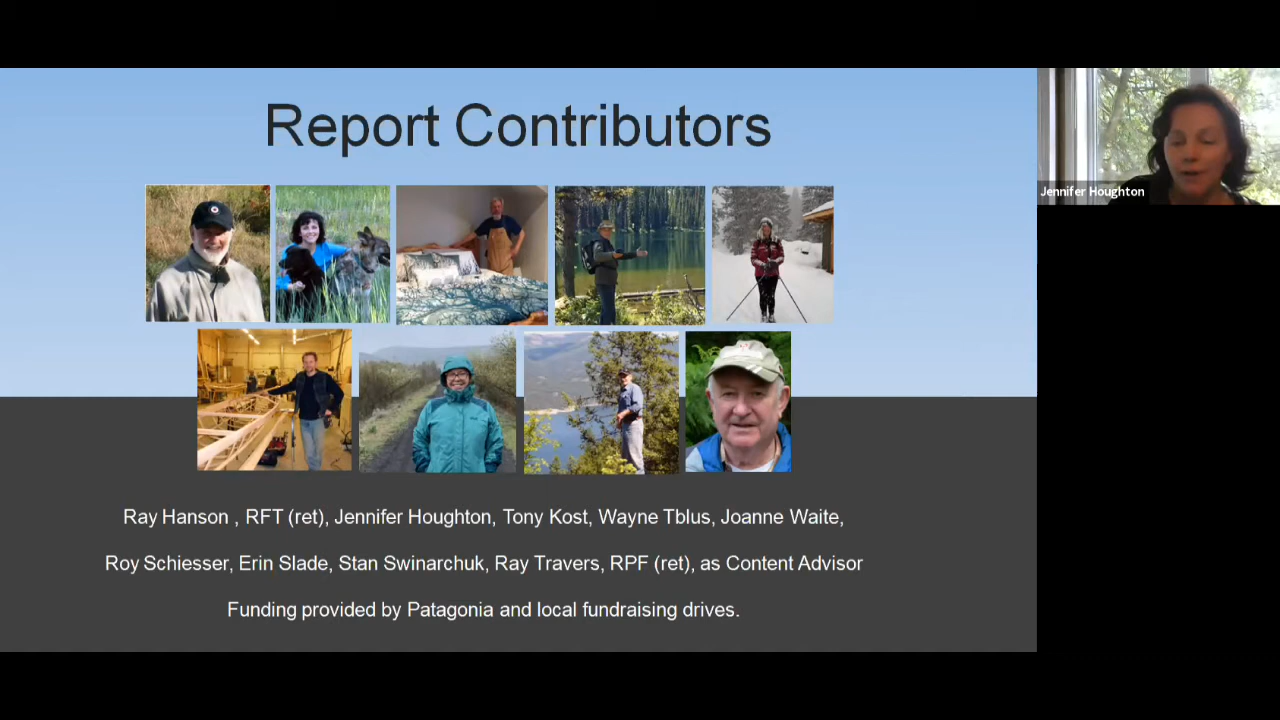 Report Contributors
Jennifer Houghton
Ray Hanson , RFT (ret), Jennifer Houghton, Tony Kost, Wayne Tblus, Joanne Waite,
Roy Schiesser, Erin Slade, Stan Swinarchuk, Ray Travers, RPF (ret), as Content Advisor
Funding provided by Patagonia and local fundraising drives.